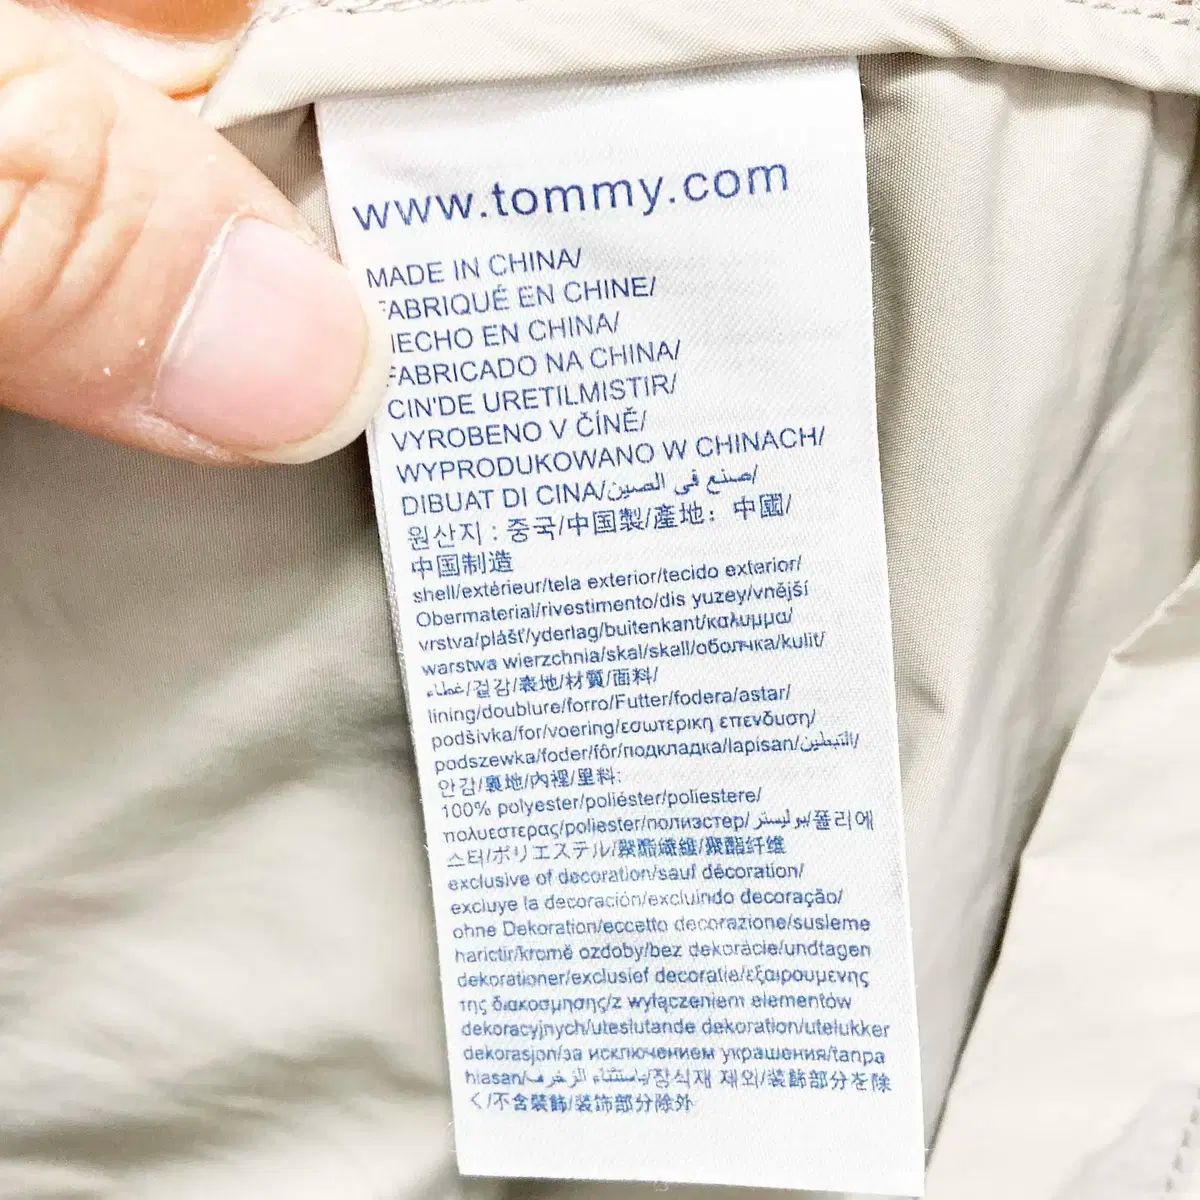 www.tommy.com
MADE IN CHINA/
FABRIQUÉ EN CHINE/
HECHO EN CHINA/
FABRICADO NA CHINA/
CIN'DE URETILMISTIR/
VYROBENO V ČÍNĚ/
WYPRODUKOWANO W CHINACH/
DIBUAT DI CINA/صنع في الصين/
원산지 : 중국/中国製/產地: 中國/
中国制造
shell/extérieur/tela exterior/tecido exterior/
Obermaterial/rivestimento/dis yuzey/vnější
vrstva/plášť/yderlag/buitenkant/καλυμμα/
warstwa wierzchnia/skal/skall/оболчка/kulit/
غطاء/겉감/表地/材質/面料/
lining/doublure/forro/Futter/fodera/astar/
podšivka/for/voering/εσωτερικη επενδυση/
podszewka/foder/fôr/подкладка/lapisan/التبطين/
안감/裏地/內裡/里料:
100% polyester/poliéster/poliestere/
πολυεστερας/poliester/полиэстер/بوليستر/폴리에
스터/ポリエステル/聚酯纖維/聚酯纤维
exclusive of decoration/sauf décoration/
excluye la decoración/excluindo decoração/
ohne Dekoration/eccetto decorazione/susleme
harictir/kromě ozdoby/bez dekorácie/undtagen
dekorationer/exclusief decoratie/εξαιρουμενης
της διακοσμησης/z wyłączeniem elementów
dekoracyjnych/uteslutande dekoration/utelukker
dekorasjon/за исключением украшения/tanpa
hiasan/باستثناء الزخرفة/장식재 제외/装飾部分を除
く/不含裝飾/装饰部分除外